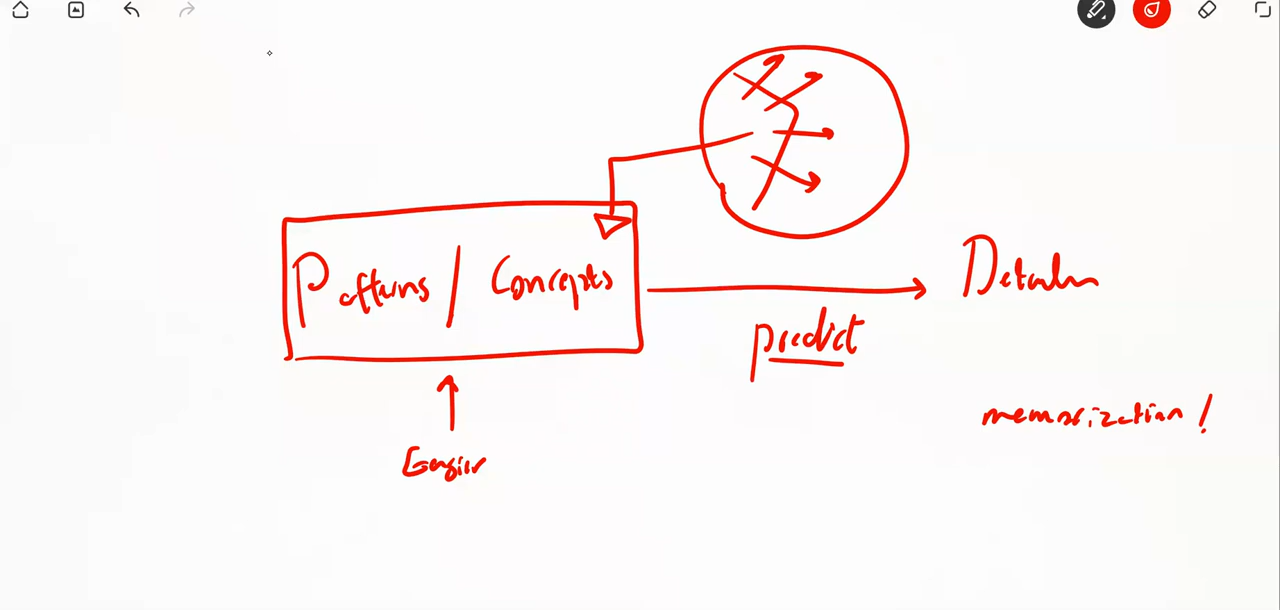 Patterns / Concepts
Details
predict
memorization!
Easier